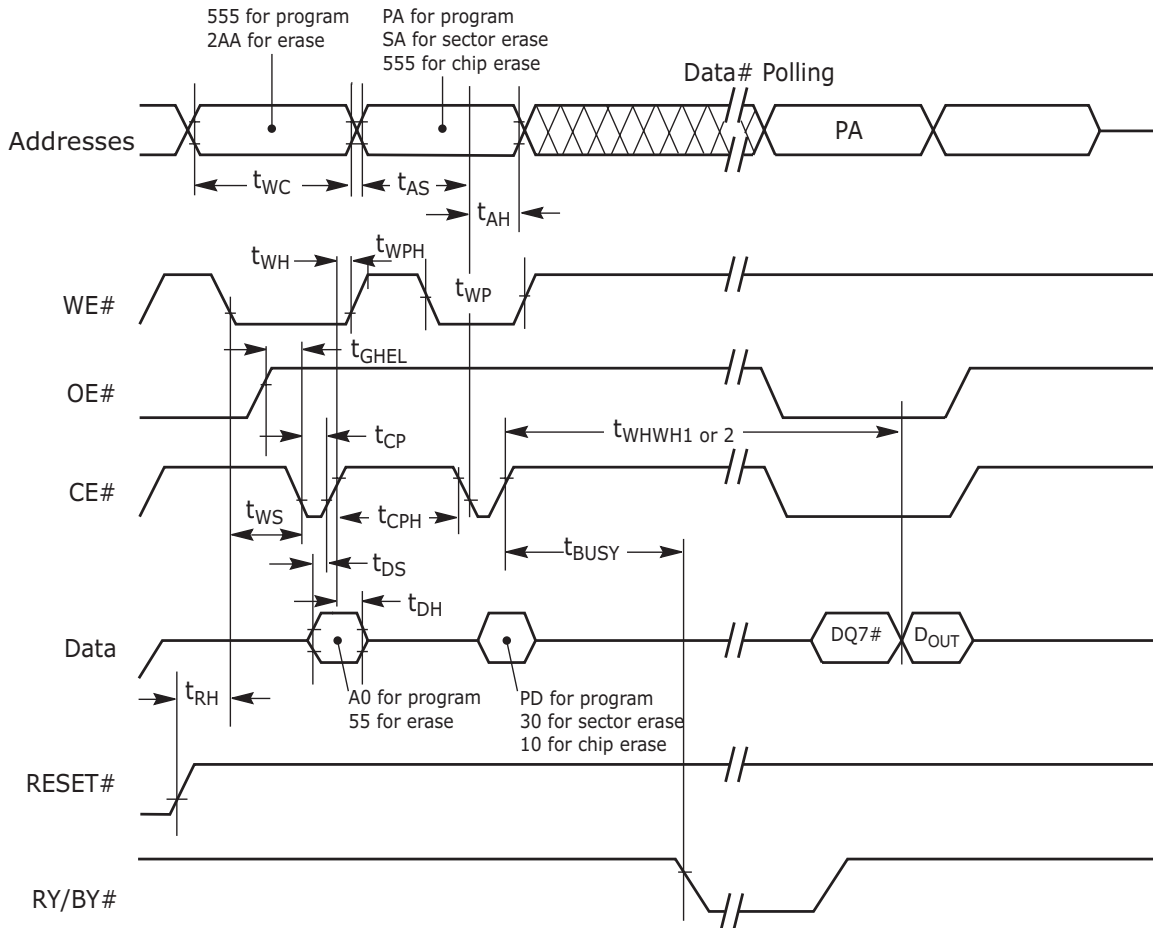 555 for program
2AA for erase
PA for program
SA for sector erase
555 for chip erase
Data# Polling
Addresses
PA
tWC
tAS
tAH
tWH
tWPH
tWP
WE#
tGHEL
OE#
tCP
tWHWH1 or 2
CE#
tWS
tCPH
tBUSY
tDS
tDH
Data
DQ7#
DOUT
tRH
A0 for program
55 for erase
PD for program
30 for sector erase
10 for chip erase
RESET#
RY/BY#